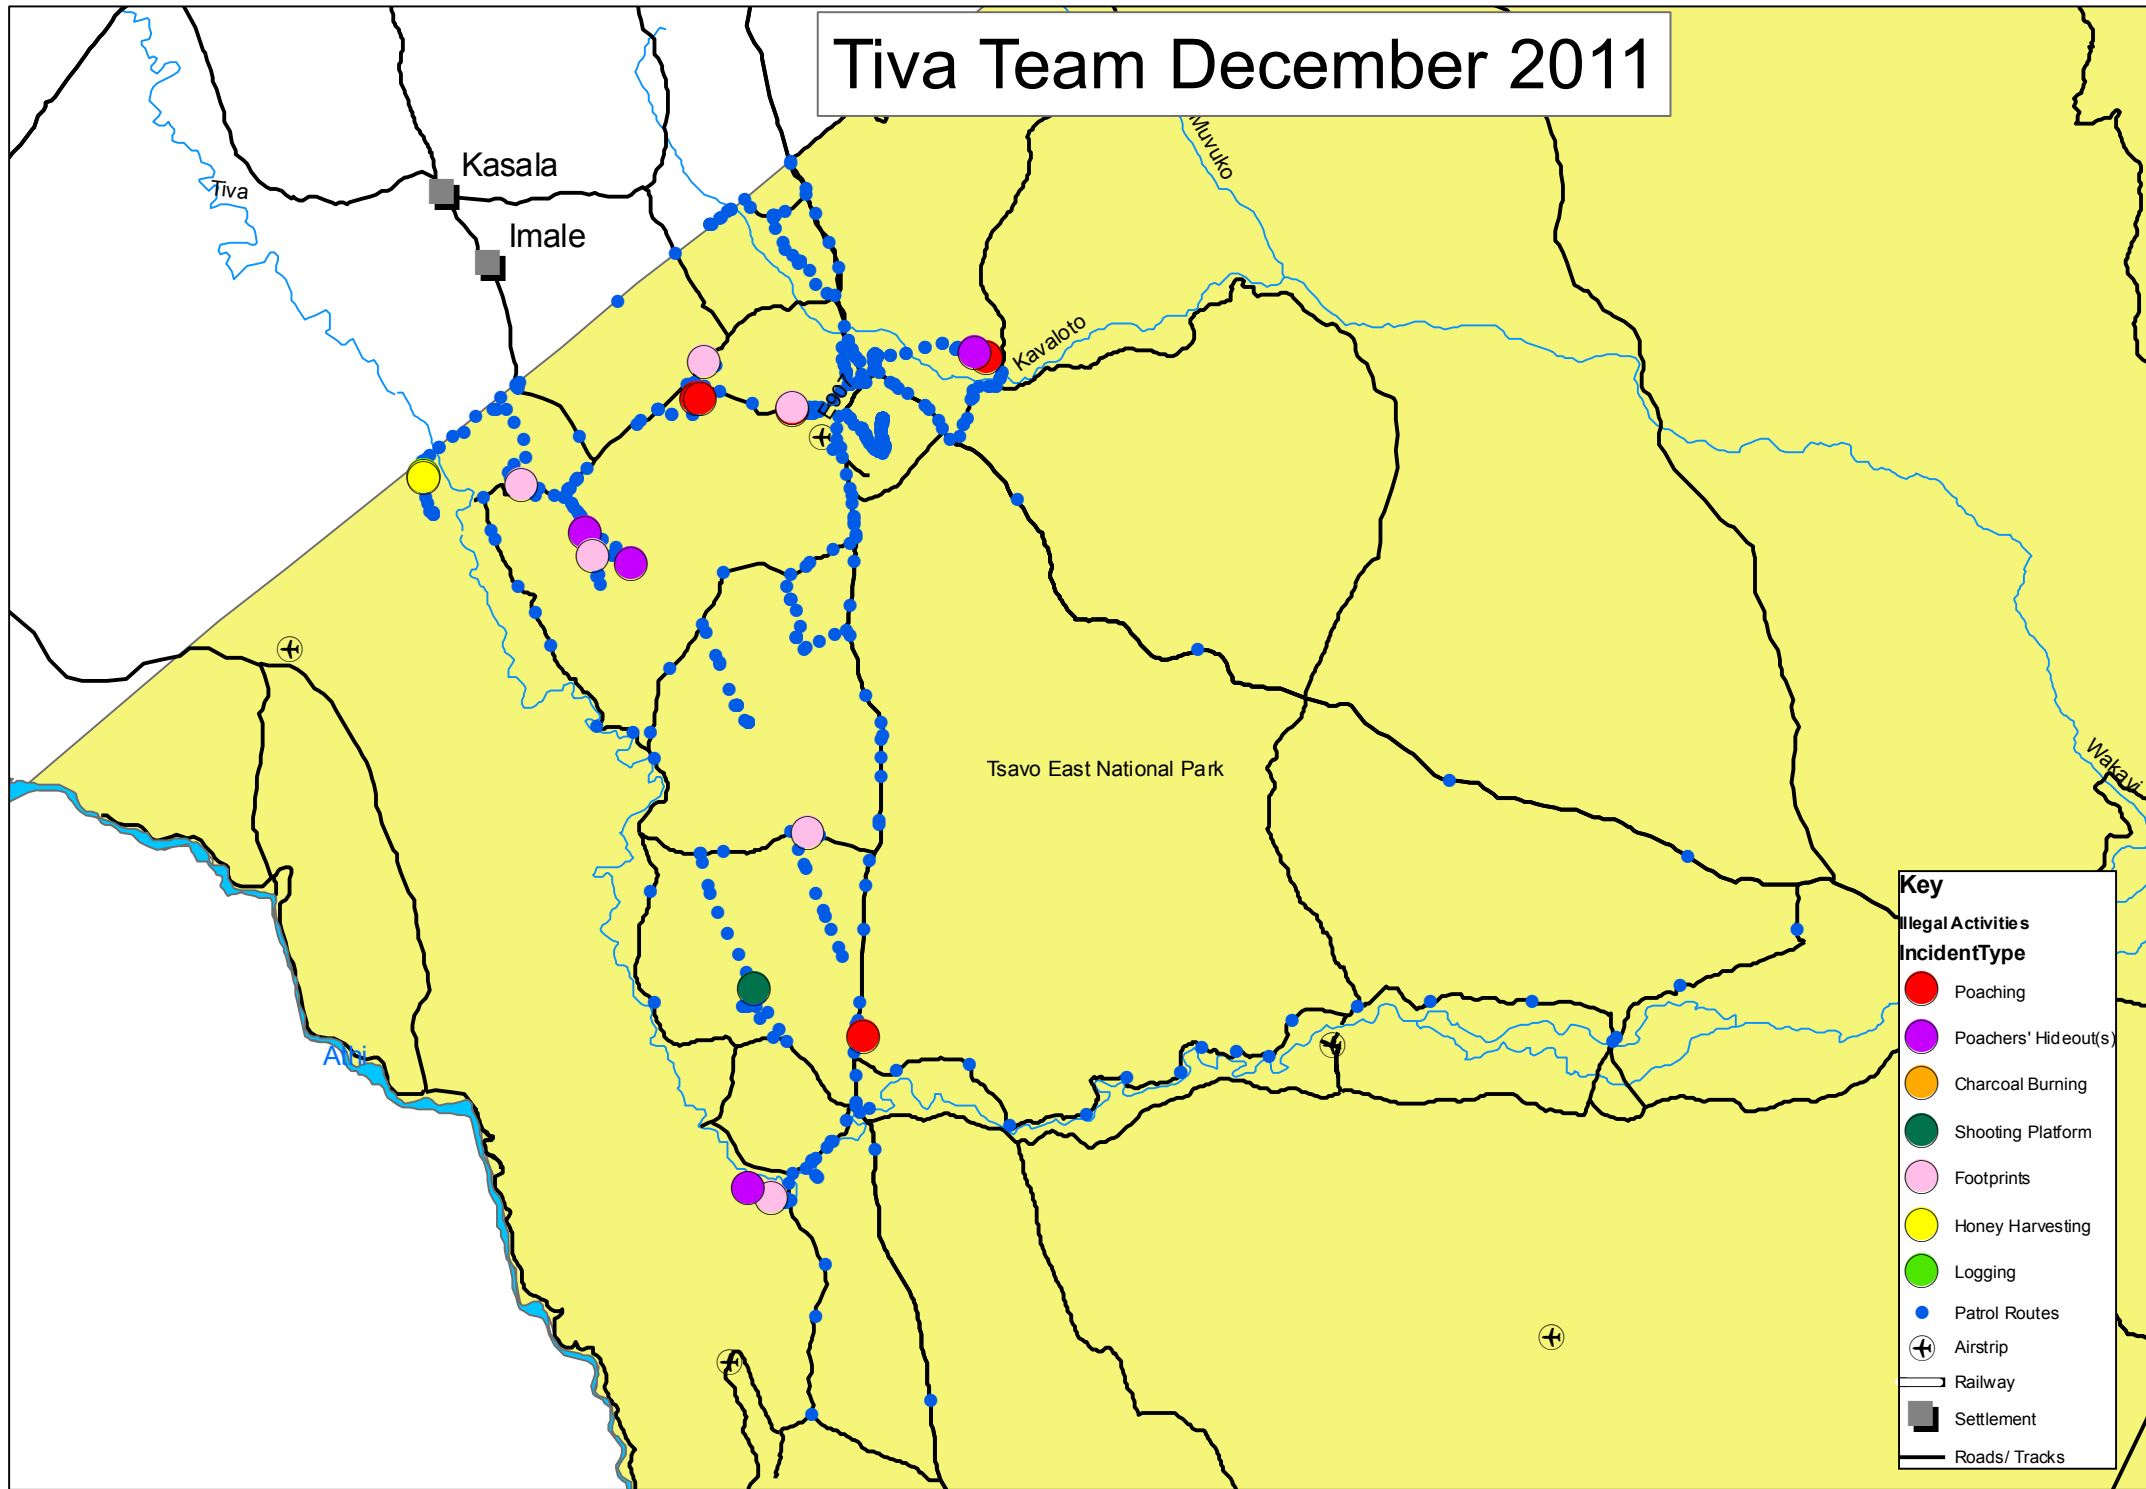 Tiva Team December 2011
Muvuko
Kasala
Tiva
Imale
Kavaloto
E907
Tsavo East National Park
Wakavi
Athi
Key
Illegal Activities
IncidentType
Poaching
Poachers' Hideout(s)
Charcoal Burning
Shooting Platform
Footprints
Honey Harvesting
Logging
Patrol Routes
Airstrip
Railway
Settlement
Roads/ Tracks